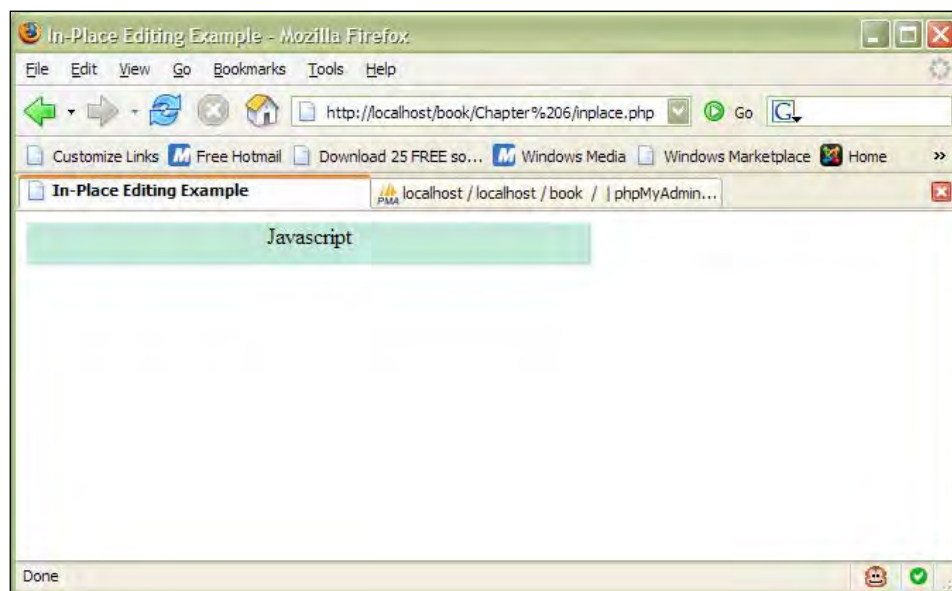 In-Place Editing Example - Mozilla Firefox
File Edit View Go Bookmarks Tools Help
http://localhost/book/Chapter%206/inplace.php Go G
Customize Links Free Hotmail Download 25 FREE so... Windows Media Windows Marketplace Home »
In-Place Editing Example PMA localhost / localhost / book / | phpMyAdmin...
Javascript
Done